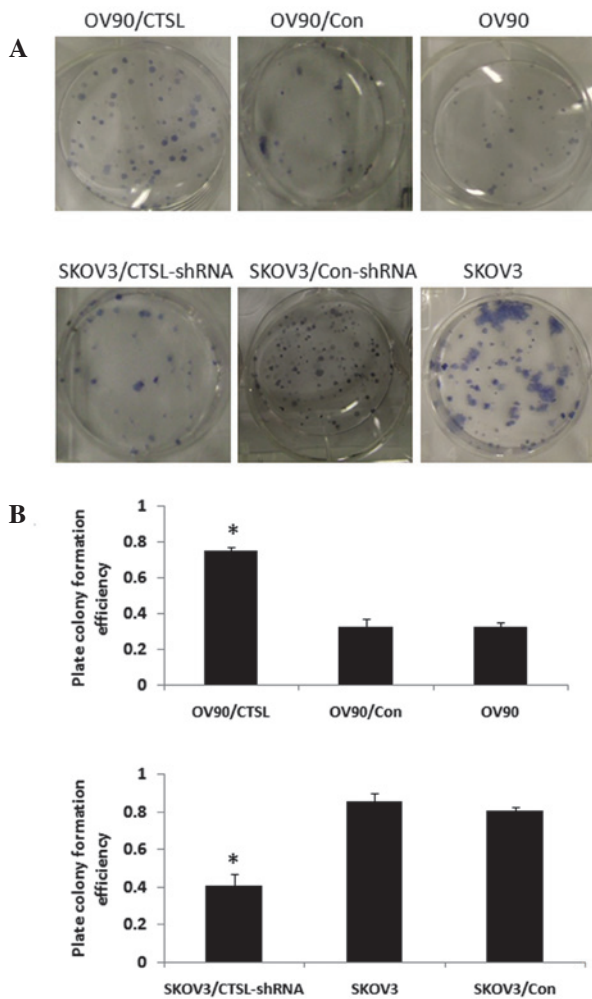 A
OV90/CTSL
OV90/Con
OV90
SKOV3/CTSL-shRNA
SKOV3/Con-shRNA
SKOV3
B
Plate colony formation
efficiency
1
0.8
0.6
0.4
0.2
0
*
OV90/CTSL
OV90/Con
OV90
Plate colony formation
efficiency
1
0.8
0.6
0.4
0.2
0
*
SKOV3/CTSL-shRNA
SKOV3
SKOV3/Con